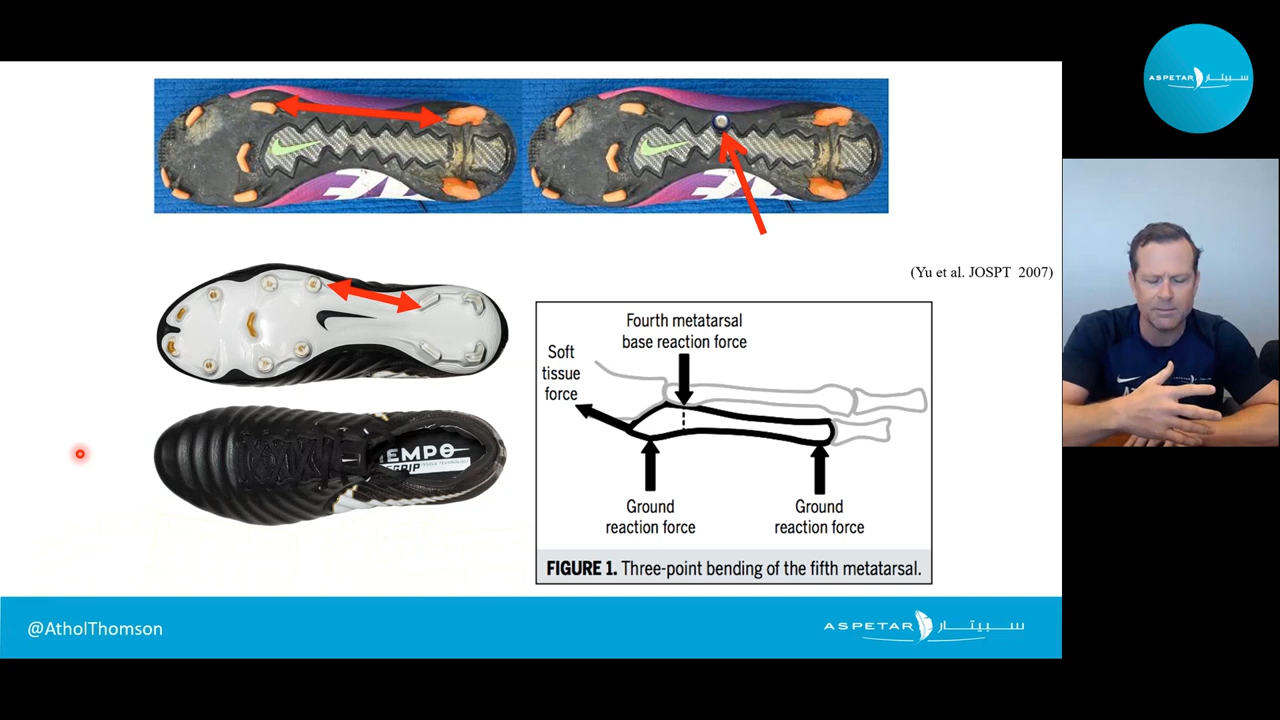 ASPETAR سبيتار
(Yu et al. JOSPT 2007)
Fourth metatarsal
base reaction force
Soft
tissue
force
Ground
reaction force
Ground
reaction force
FIGURE 1. Three-point bending of the fifth metatarsal.
@AtholThomson
ASPETAR سبيتار